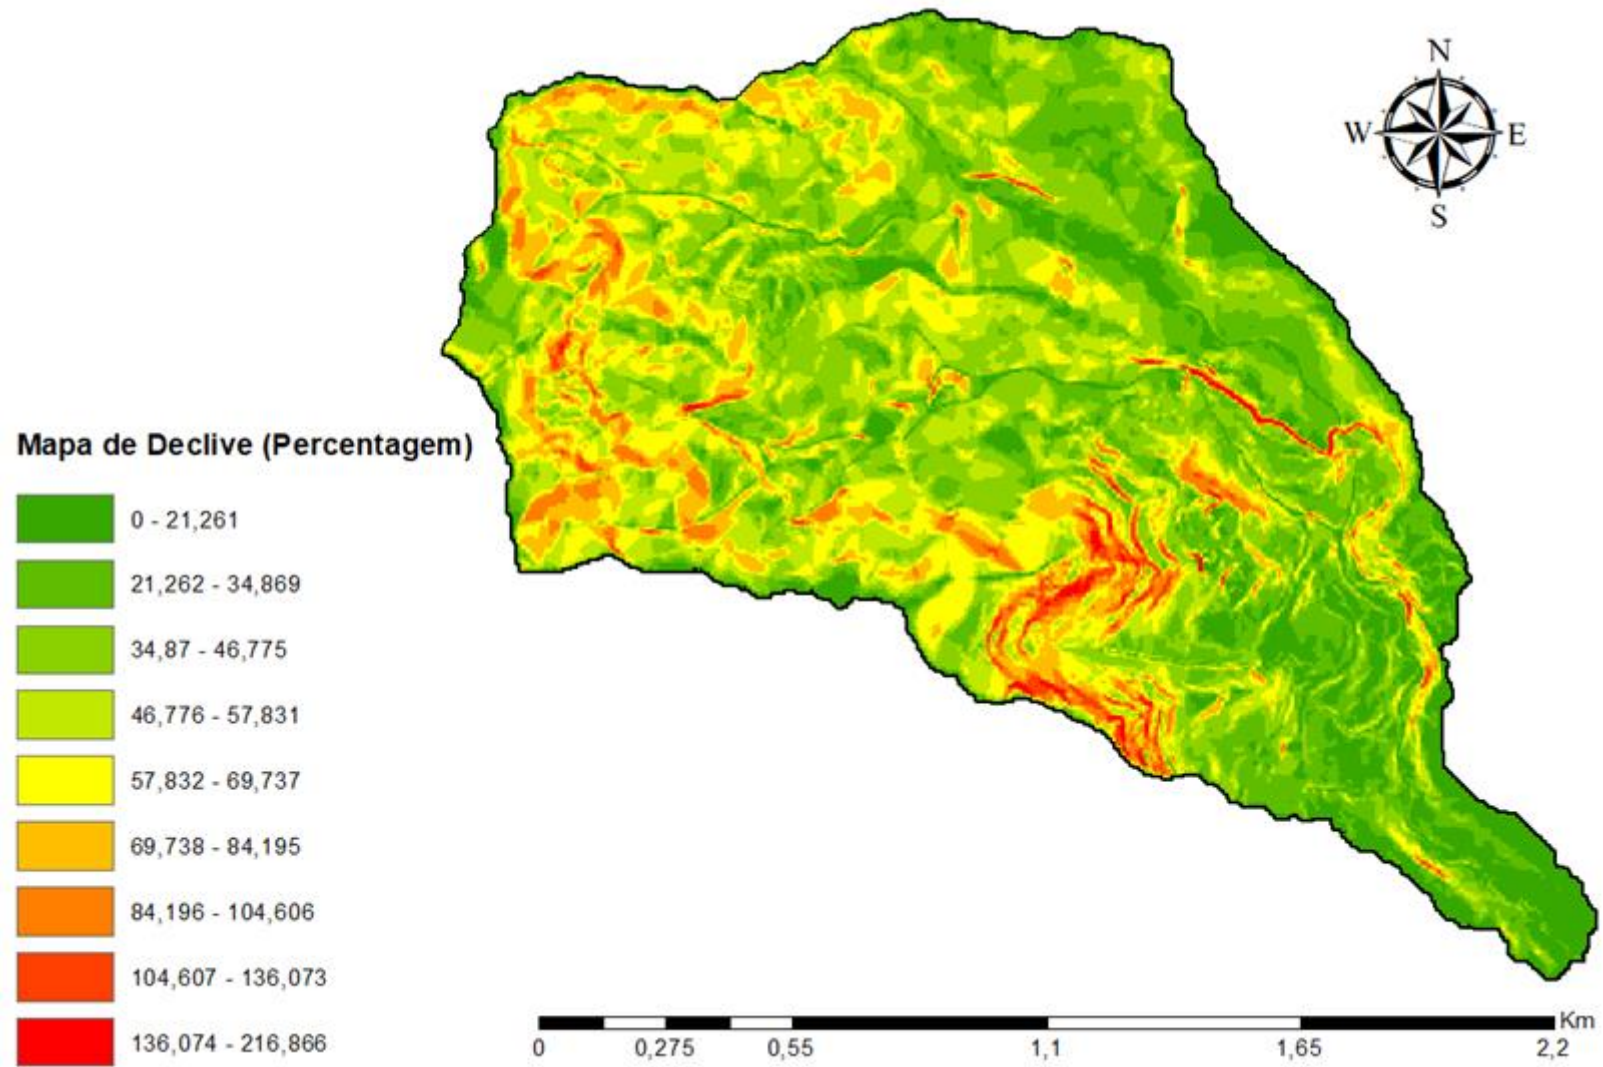 N
W E
S
Mapa de Declive (Percentagem)
0 - 21,261
21,262 - 34,869
34,87 - 46,775
46,776 - 57,831
57,832 - 69,737
69,738 - 84,195
84,196 - 104,606
104,607 - 136,073
136,074 - 216,866
Km
0 0,275 0,55 1,1 1,65 2,2